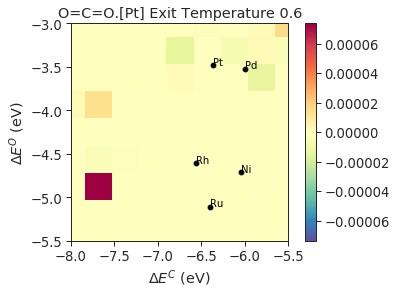 O=C=O.[Pt] Exit Temperature 0.6
−3.0
−3.5
−4.0
−4.5
−5.0
−5.5
ΔE^O (eV)
Pt
Pd
Rh
Ni
Ru
−8.0 −7.5 −7.0 −6.5 −6.0 −5.5
ΔE^C (eV)
0.00006
0.00004
0.00002
0.00000
−0.00002
−0.00004
−0.00006